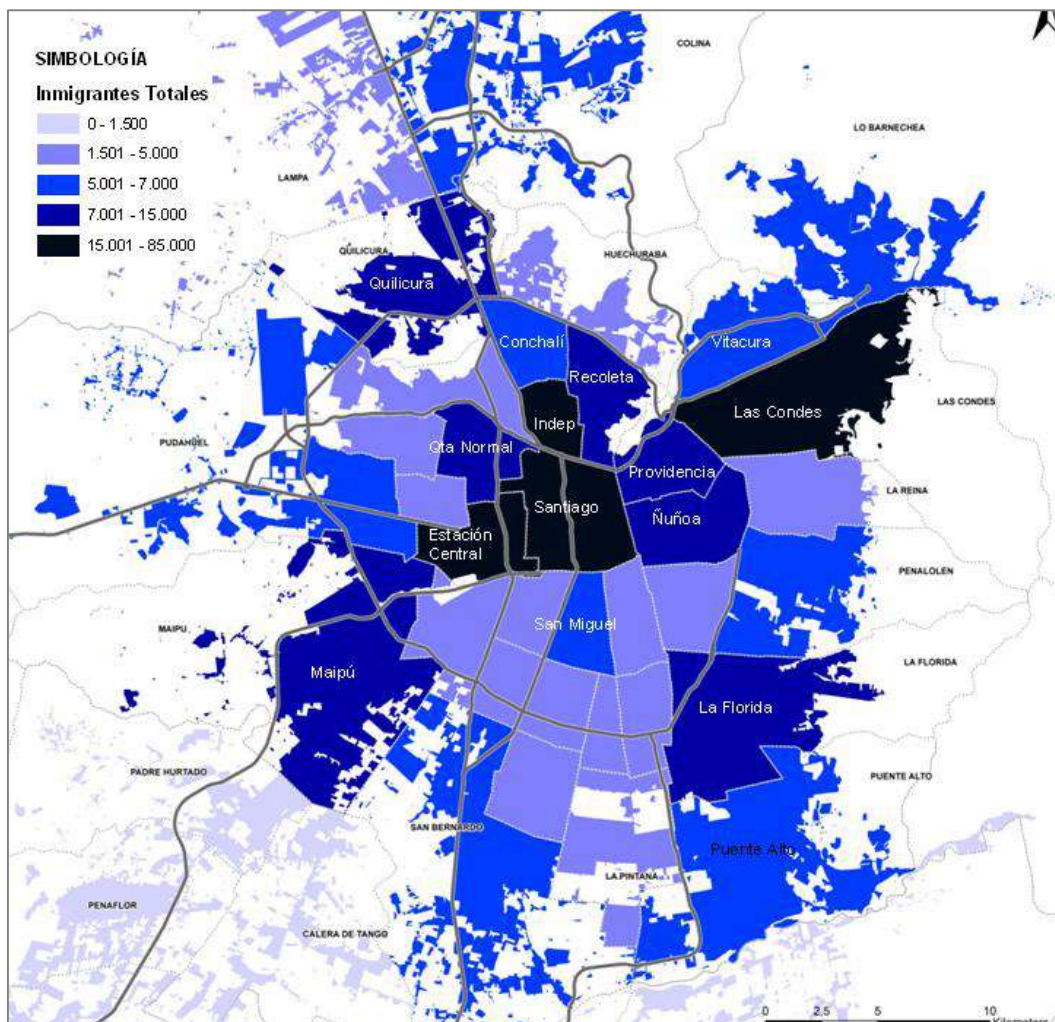 COLINA
SIMBOLOGÍA
Inmigrantes Totales
0 - 1.500
1.501 - 5.000
5.001 - 7.000
7.001 - 15.000
15.001 - 85.000
LO BARNECHEA
LAMPA
QUILICURA
HUECHURABA
Quilicura
Conchalí
Vitacura
Recoleta
LAS CONDES
Las Condes
Indep
PUDAHUEL
Qta Normal
Providencia
LA REINA
Santiago
Ñuñoa
Estación
Central
PENALOLEN
MAIPU
San Miguel
LA FLORIDA
Maipú
La Florida
PADRE HURTADO
PUENTE ALTO
SAN BERNARDO
Puente Alto
LA PINTANA
PENAFLOR
CALERA DE TANGO
0 2,5 5 10
Kilometers